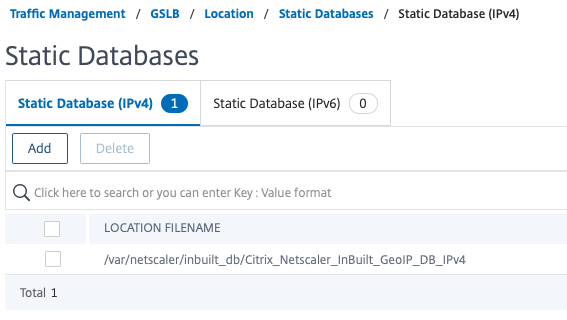 Traffic Management / GSLB / Location / Static Databases / Static Database (IPv4)
Static Databases
Static Database (IPv4) 1 Static Database (IPv6) 0
Add Delete
Click here to search or you can enter Key : Value format
LOCATION FILENAME
/var/netscaler/inbuilt_db/Citrix_Netscaler_InBuilt_GeoIP_DB_IPv4
Total 1